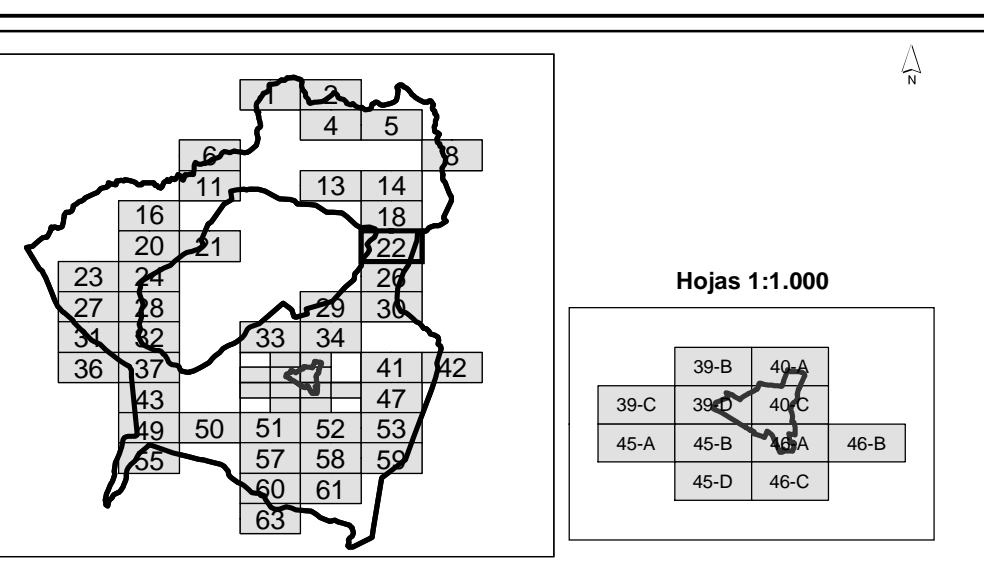 N
1 2
4 5
6 8
11 13 14
16 18
20 21 22
23 24 26
27 28 29 30
31 32 33 34
36 37 41 42
43 47
49 50 51 52 53
55 57 58 59
60 61
63
Hojas 1:1.000
39-B 40-A
39-C 39-D 40-C
45-A 45-B 46-A 46-B
45-D 46-C